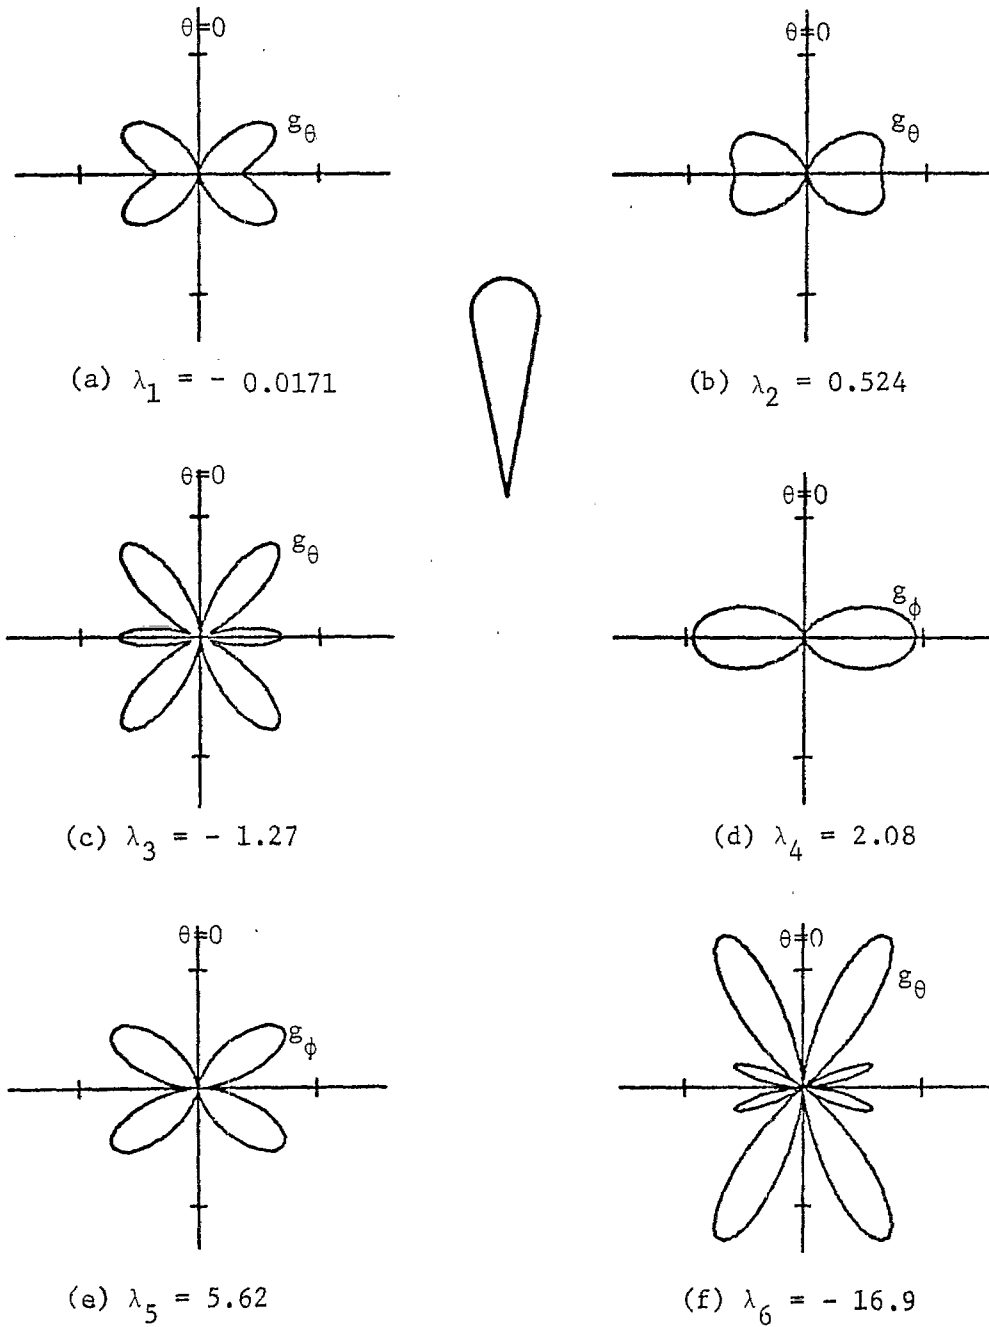 θ=0
g_θ
(a) λ_1 = - 0.0171
θ=0
g_θ
(b) λ_2 = 0.524
θ=0
g_θ
(c) λ_3 = - 1.27
θ=0
g_ϕ
(d) λ_4 = 2.08
θ=0
g_ϕ
(e) λ_5 = 5.62
θ=0
g_θ
(f) λ_6 = - 16.9